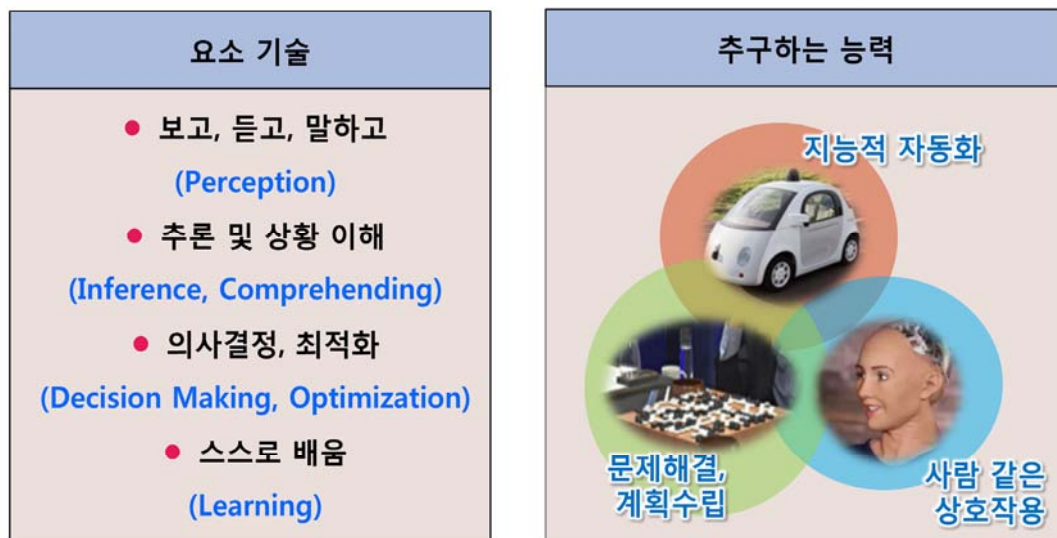 요소 기술
● 보고, 듣고, 말하고
(Perception)
● 추론 및 상황 이해
(Inference, Comprehending)
● 의사결정, 최적화
(Decision Making, Optimization)
● 스스로 배움
(Learning)
추구하는 능력
지능적 자동화
문제해결,
계획수립
사람 같은
상호작용